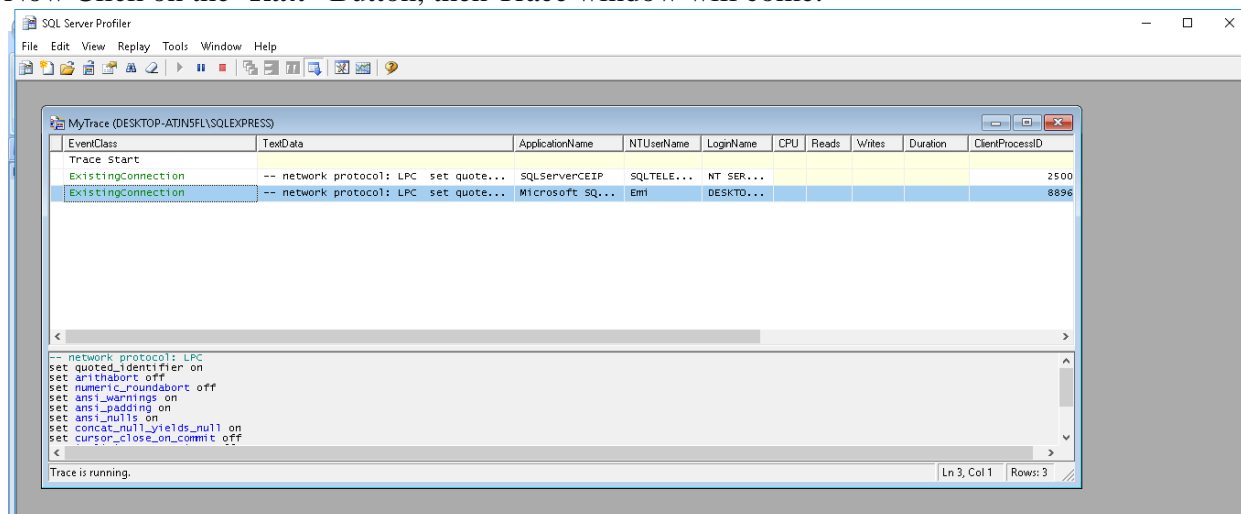 SQL Server Profiler
File Edit View Replay Tools Window Help
MyTrace (DESKTOP-ATJN5FL\SQLEXPRESS)
EventClass TextData ApplicationName NTUserName LoginName CPU Reads Writes Duration ClientProcessID
Trace Start
ExistingConnection -- network protocol: LPC set quote... SQLServerCEIP SQLTELE... NT SER... 2500
ExistingConnection -- network protocol: LPC set quote... Microsoft SQ... Emi DESKTO... 8896
-- network protocol: LPC
set quoted_identifier on
set arithabort off
set numeric_roundabort off
set ansi_warnings on
set ansi_padding on
set ansi_nulls on
set concat_null_yields_null on
set cursor_close_on_commit off
Trace is running. Ln 3, Col 1 Rows: 3